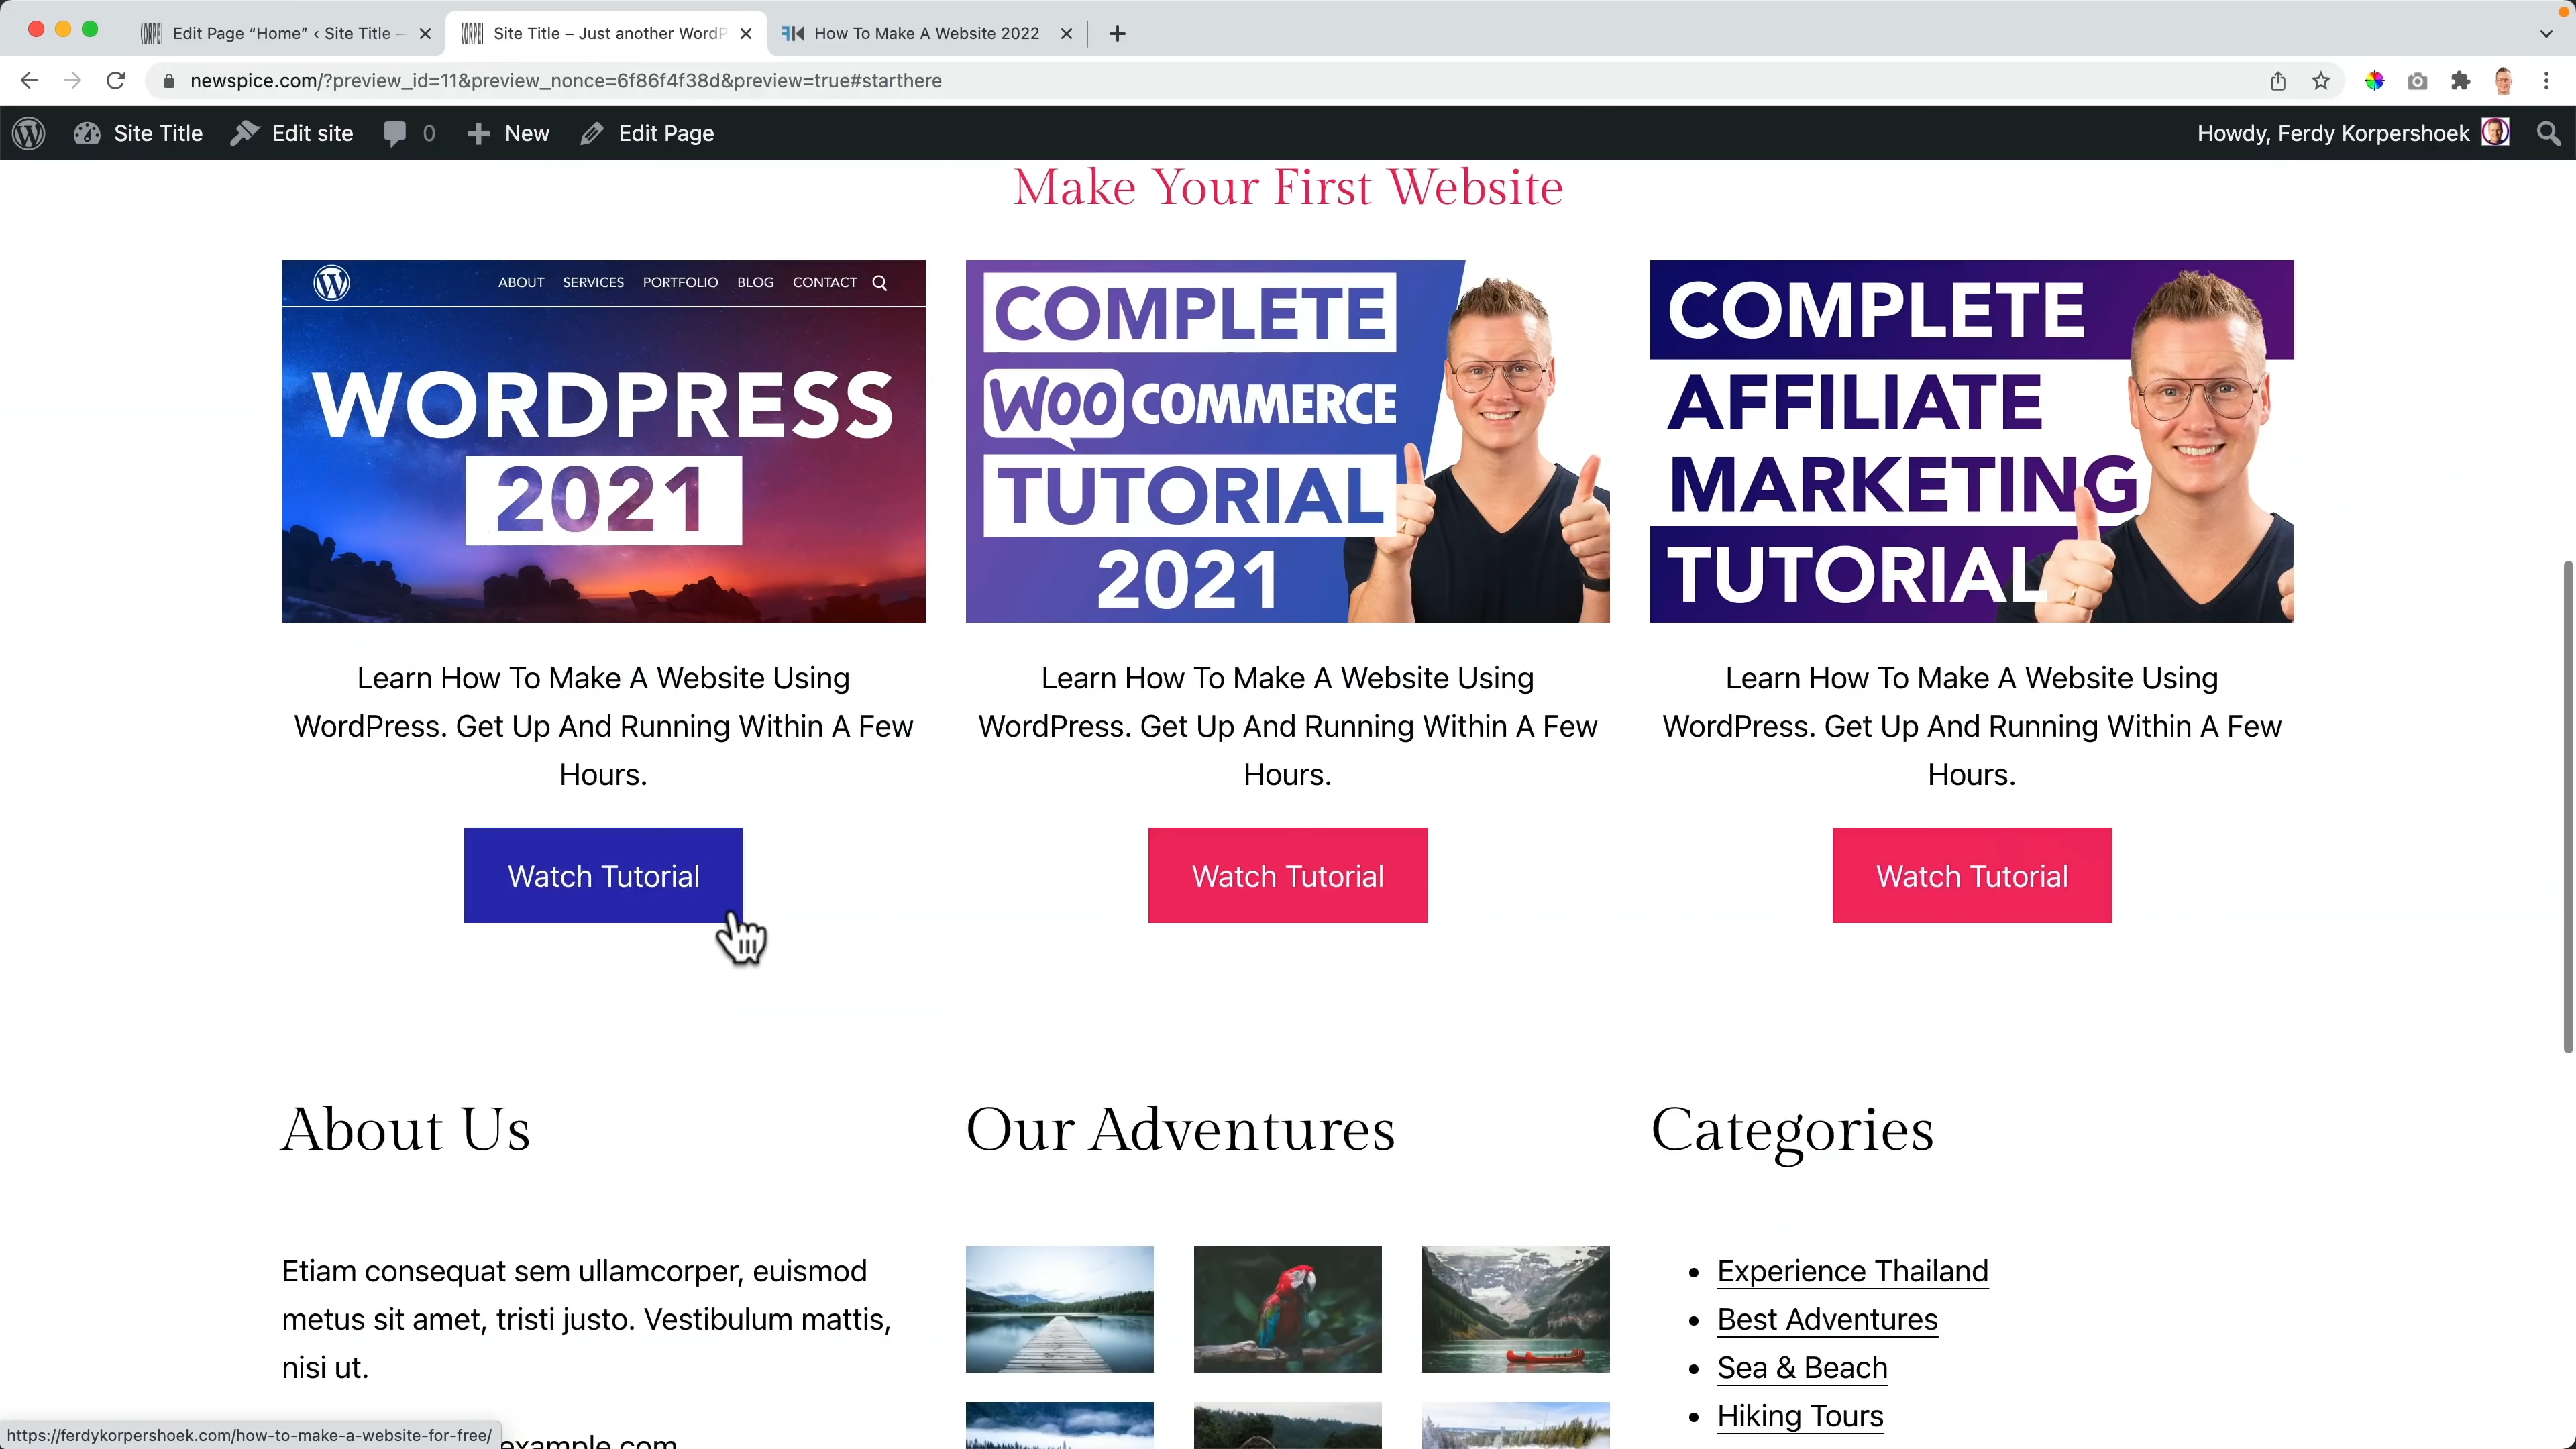 Edit Page “Home” ‹ Site Title —
Site Title – Just another WordP
How To Make A Website 2022
newspice.com/?preview_id=11&preview_nonce=6f86f4f38d&preview=true#starthere
Site Title
Edit site
0
New
Edit Page
Howdy, Ferdy Korpershoek
Make Your First Website
ABOUT SERVICES PORTFOLIO BLOG CONTACT
WORDPRESS
2021
COMPLETE
WOO COMMERCE
TUTORIAL
2021
COMPLETE
AFFILIATE
MARKETING
TUTORIAL
Learn How To Make A Website Using
WordPress. Get Up And Running Within A Few
Hours.
Learn How To Make A Website Using
WordPress. Get Up And Running Within A Few
Hours.
Learn How To Make A Website Using
WordPress. Get Up And Running Within A Few
Hours.
Watch Tutorial
Watch Tutorial
Watch Tutorial
About Us
Etiam consequat sem ullamcorper, euismod
metus sit amet, tristi justo. Vestibulum mattis,
nisi ut.
example.com
Our Adventures
Categories
Experience Thailand
Best Adventures
Sea & Beach
Hiking Tours
https://ferdykorpershoek.com/how-to-make-a-website-for-free/